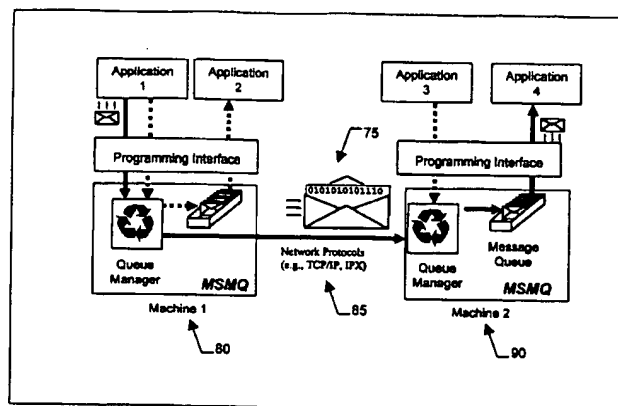 Application
1
Application
2
Application
3
Application
4
75
Programming Interface
Programming Interface
0101010101110
Queue
Manager
MSMQ
Network Protocols
(e.g., TCP/IP, IPX)
Queue
Manager
Message
Queue
MSMQ
Machine 1
Machine 2
80
85
90